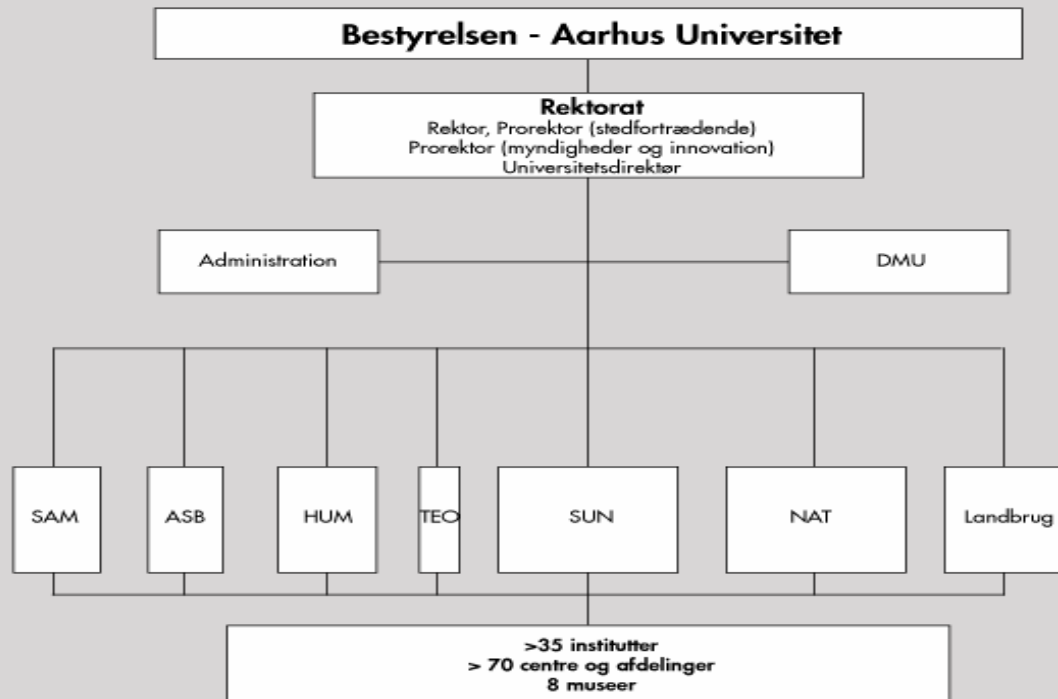 Bestyrelsen - Aarhus Universitet
Rektorat
Rektor, Prorektor (stedfortrædende)
Prorektor (myndigheder og innovation)
Universitetsdirektør
Administration
DMU
SAM
ASB
HUM
TEO
SUN
NAT
Landbrug
>35 institutter
> 70 centre og afdelinger
8 museer